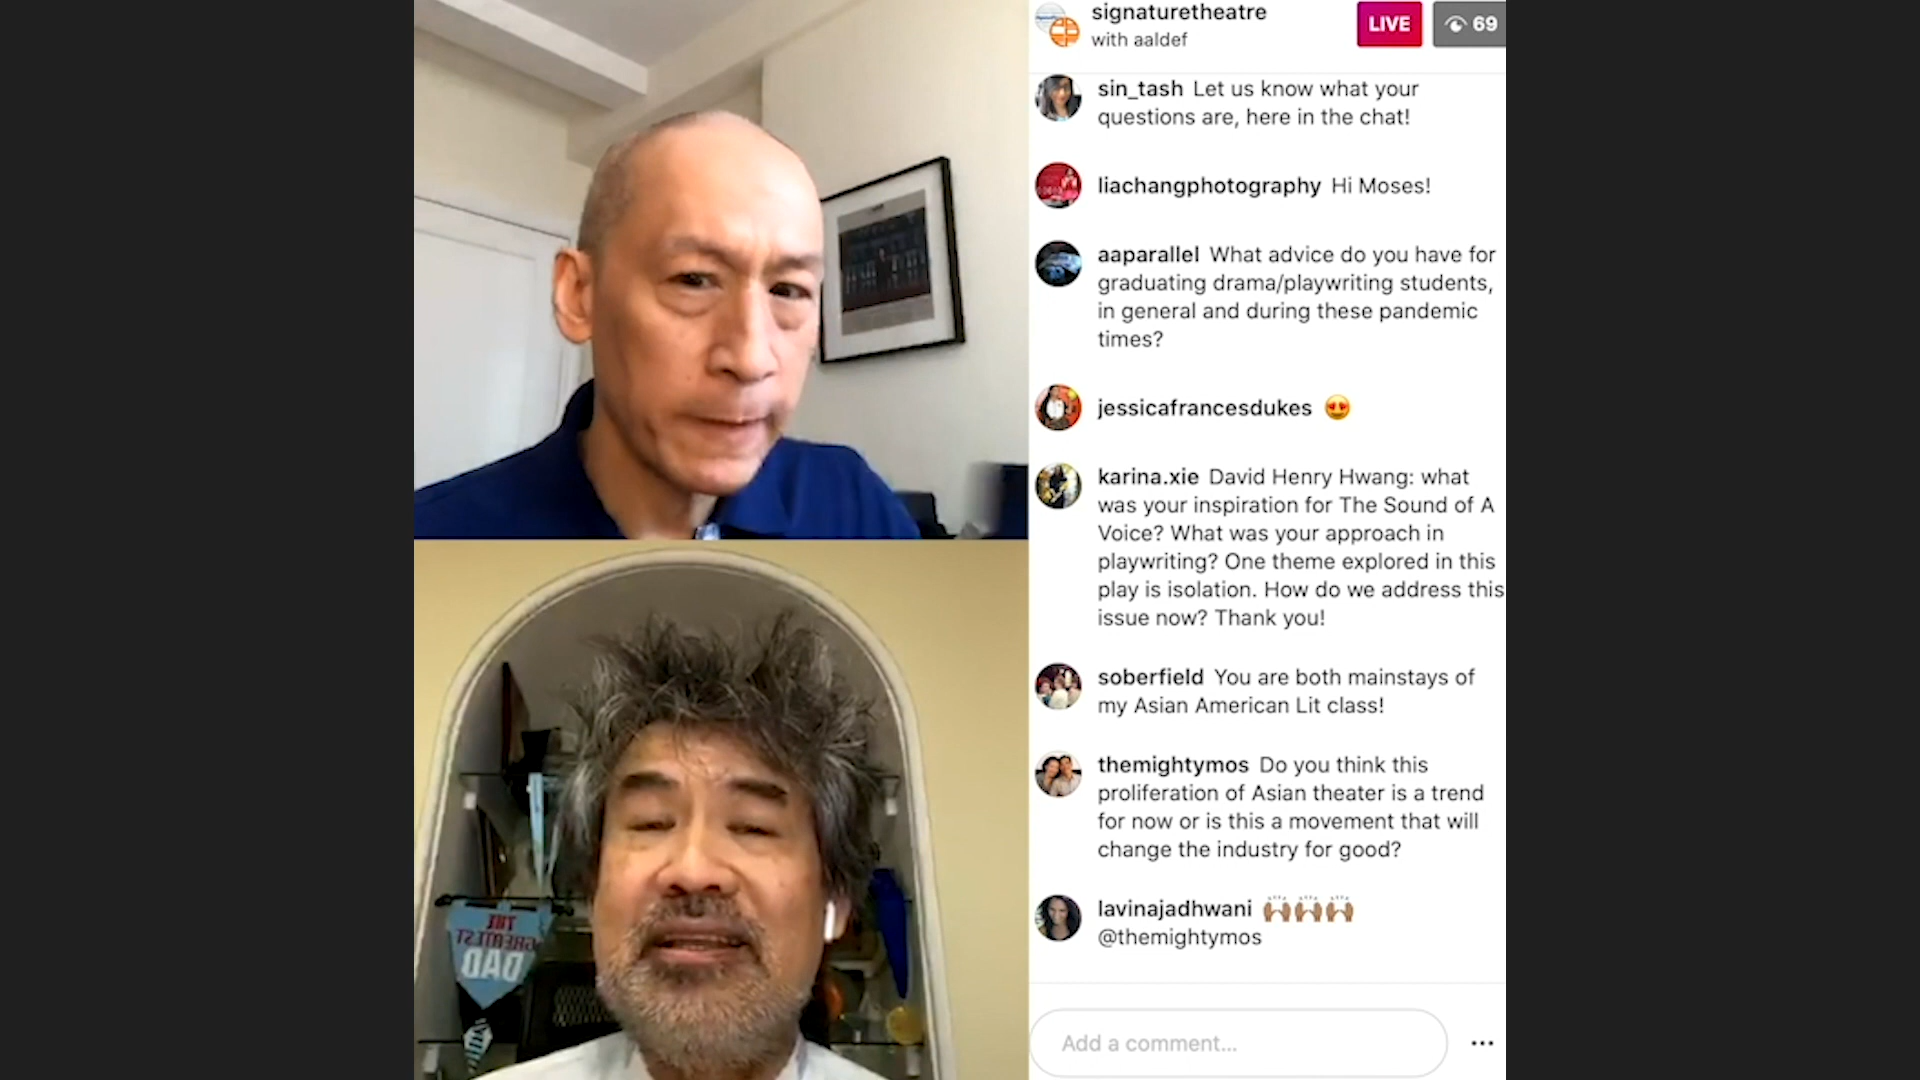 signaturetheatre
with aaldef
LIVE
69
sin_tash Let us know what your
questions are, here in the chat!
liachangphotography Hi Moses!
aaparallel What advice do you have for
graduating drama/playwriting students,
in general and during these pandemic
times?
jessicafrancesdukes 😍
karina.xie David Henry Hwang: what
was your inspiration for The Sound of A
Voice? What was your approach in
playwriting? One theme explored in this
play is isolation. How do we address this
issue now? Thank you!
soberfield You are both mainstays of
my Asian American Lit class!
themightymos Do you think this
proliferation of Asian theater is a trend
for now or is this a movement that will
change the industry for good?
lavinajadhwani 🙌🏽🙌🏽🙌🏽
@themightymos
Add a comment...
THE
GREATEST
DAD